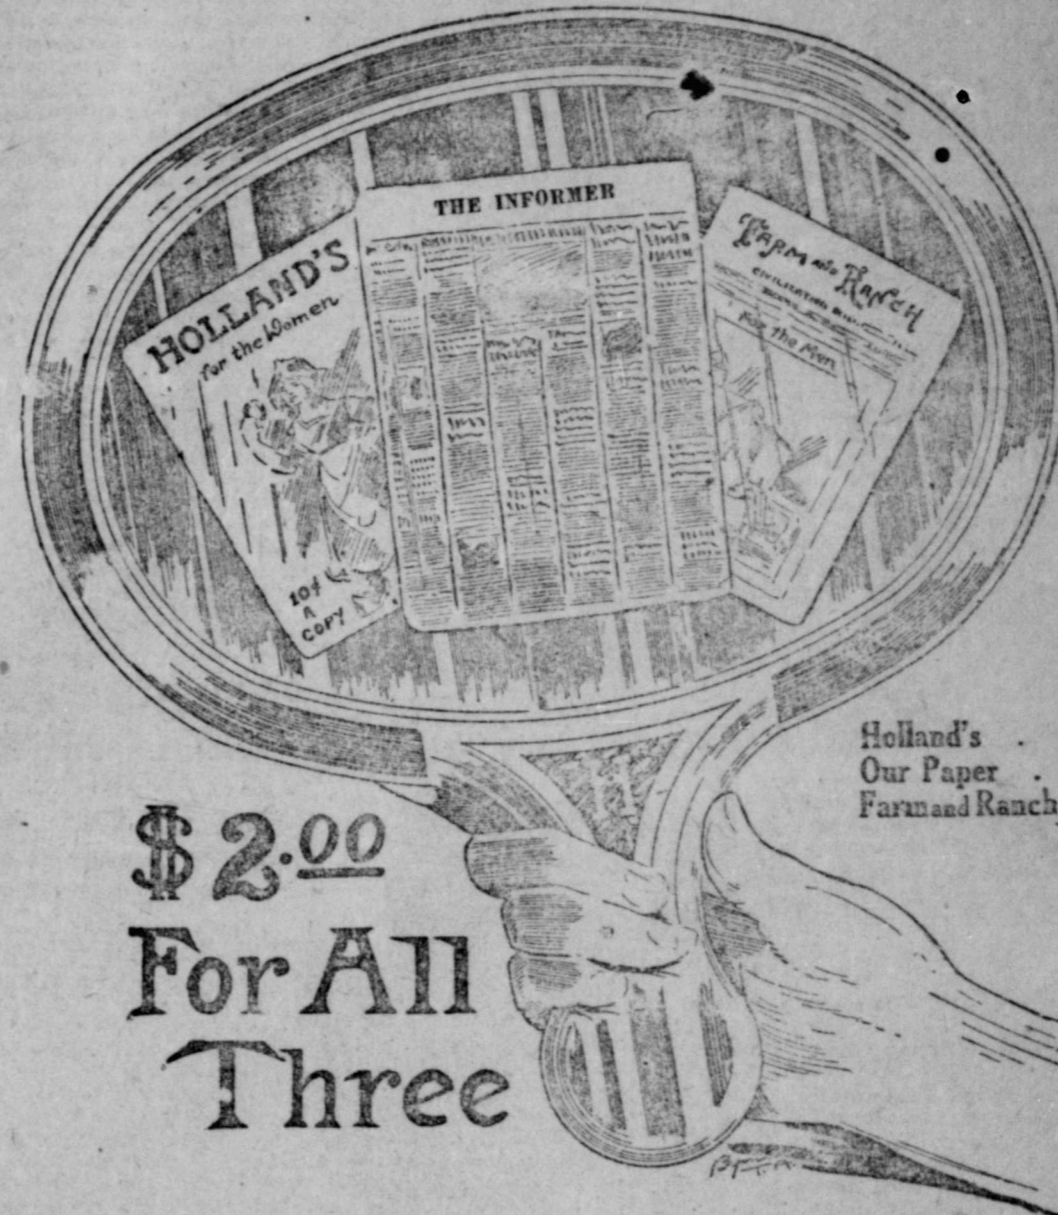 THE INFORMER
HOLLAND'S
for the Women
10¢
A
COPY
FARM AND RANCH
For the Men
Holland's
Our Paper
Farm and Ranch
$2.00
For All
Three